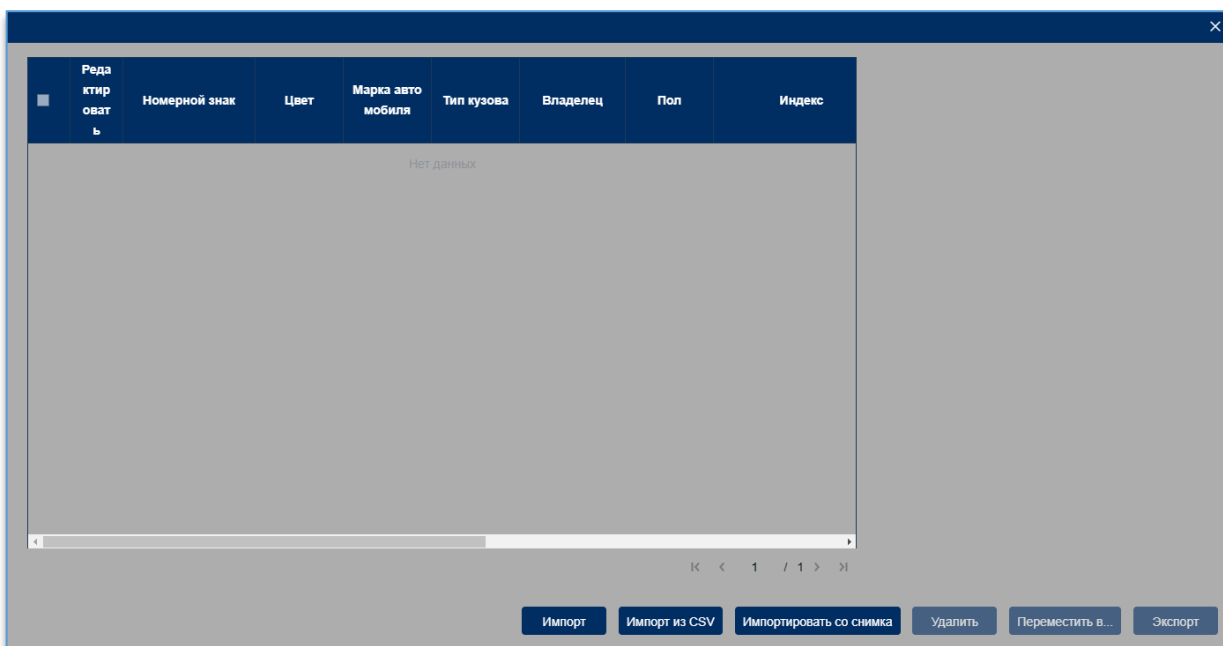 Реда
ктир
оват
ь
Номерной знак
Цвет
Марка авто
мобиля
Тип кузова
Владелец
Пол
Индекс
Нет данных
1 / 1
Импорт
Импорт из CSV
Импортировать со снимка
Удалить
Переместить в...
Экспорт